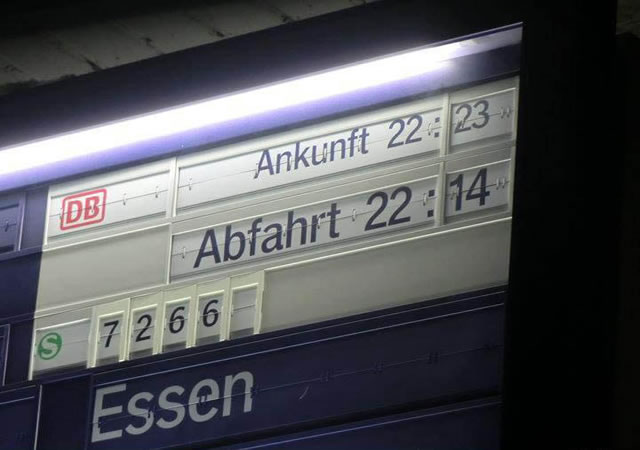 Ankunft 22:23
DB
Abfahrt 22:14
S 7266
Essen